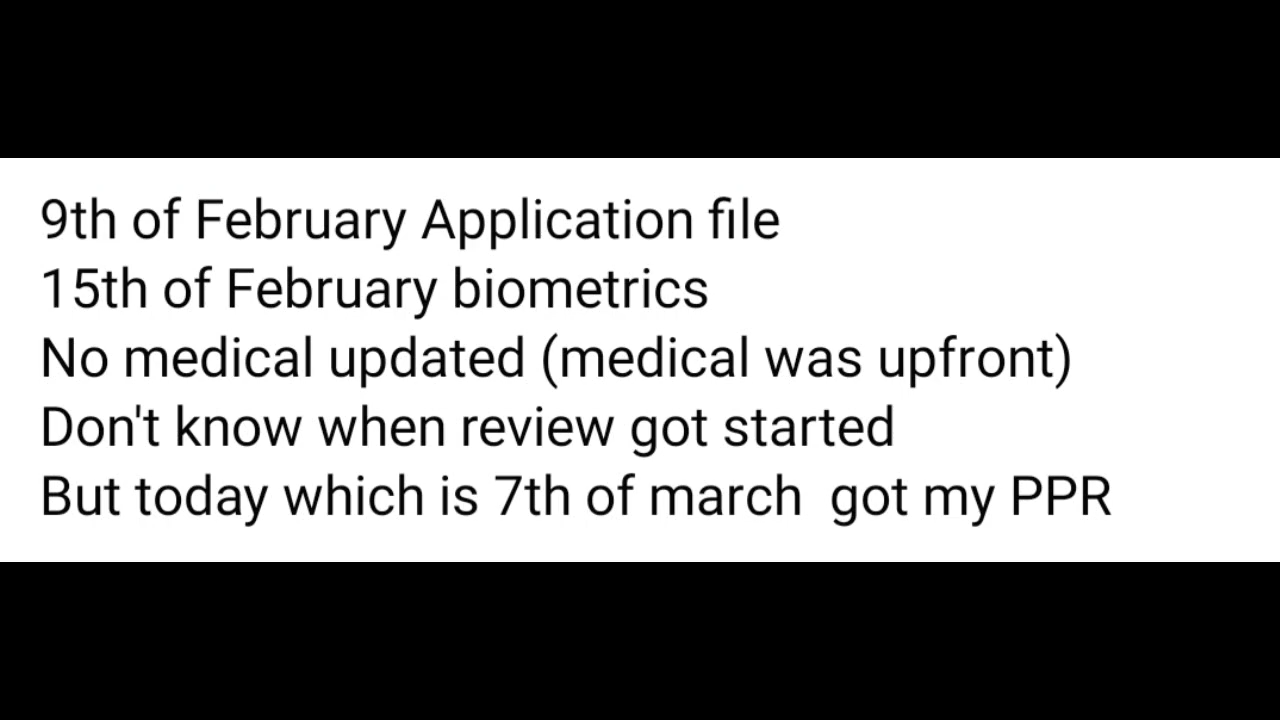 9th of February Application file
15th of February biometrics
No medical updated (medical was upfront)
Don't know when review got started
But today which is 7th of march  got my PPR